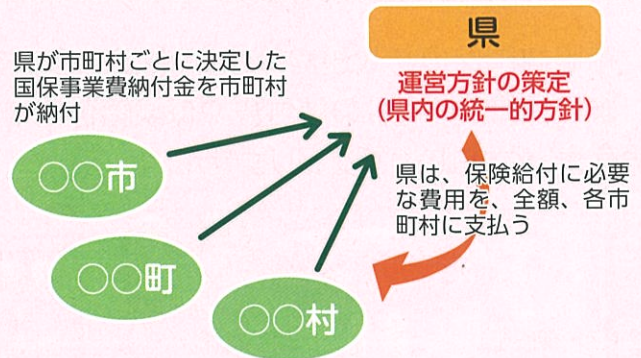 県
県が市町村ごとに決定した
国保事業費納付金を市町村
が納付
運営方針の策定
(県内の統一的方針)
○○市
県は、保険給付に必要
な費用を、全額、各市
町村に支払う
○○町
○○村